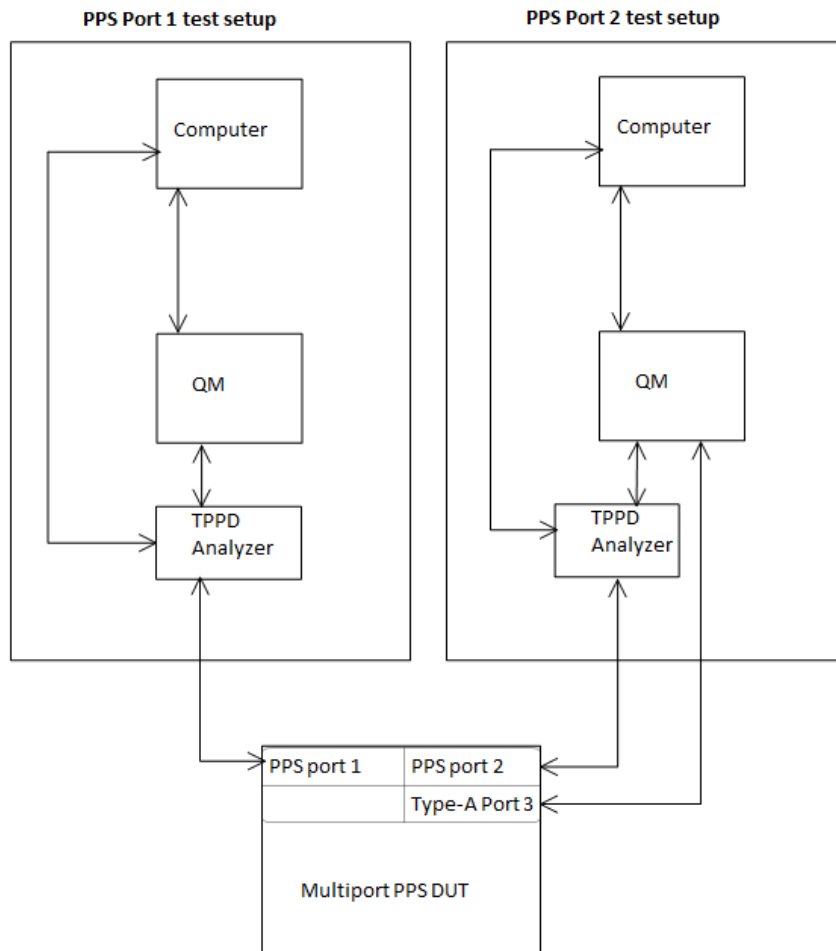 PPS Port 1 test setup
PPS Port 2 test setup
Computer
QM
TPPD
Analyzer
Computer
QM
TPPD
Analyzer
PPS port 1
PPS port 2
Type-A Port 3
Multiport PPS DUT